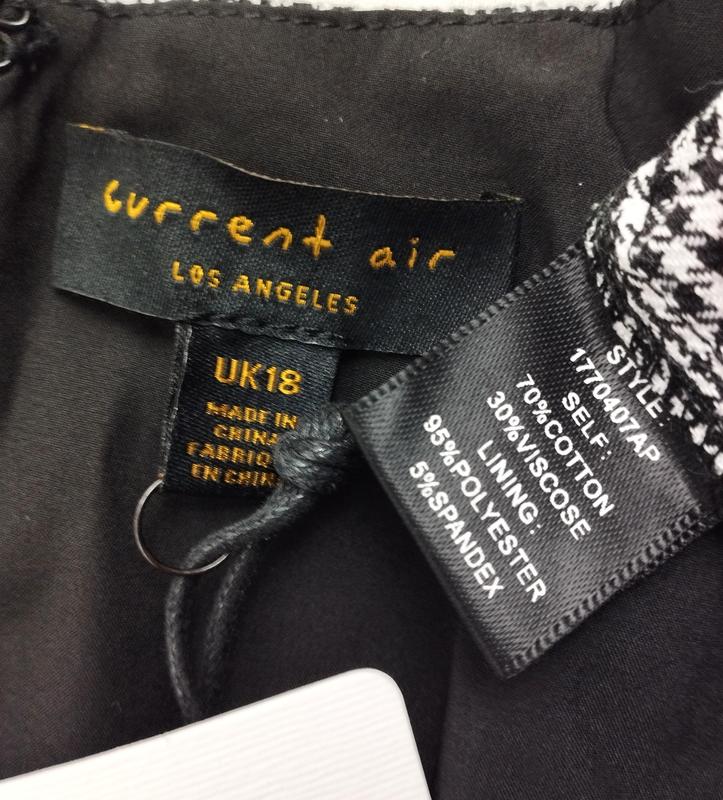 current air
LOS ANGELES
UK18
MADE IN
CHINA
FABRIQ
EN CHIN
STYLE:
1770407AP
SELF:
70%COTTON
30%VISCOSE
LINING:
95%POLYESTER
5%SPANDEX